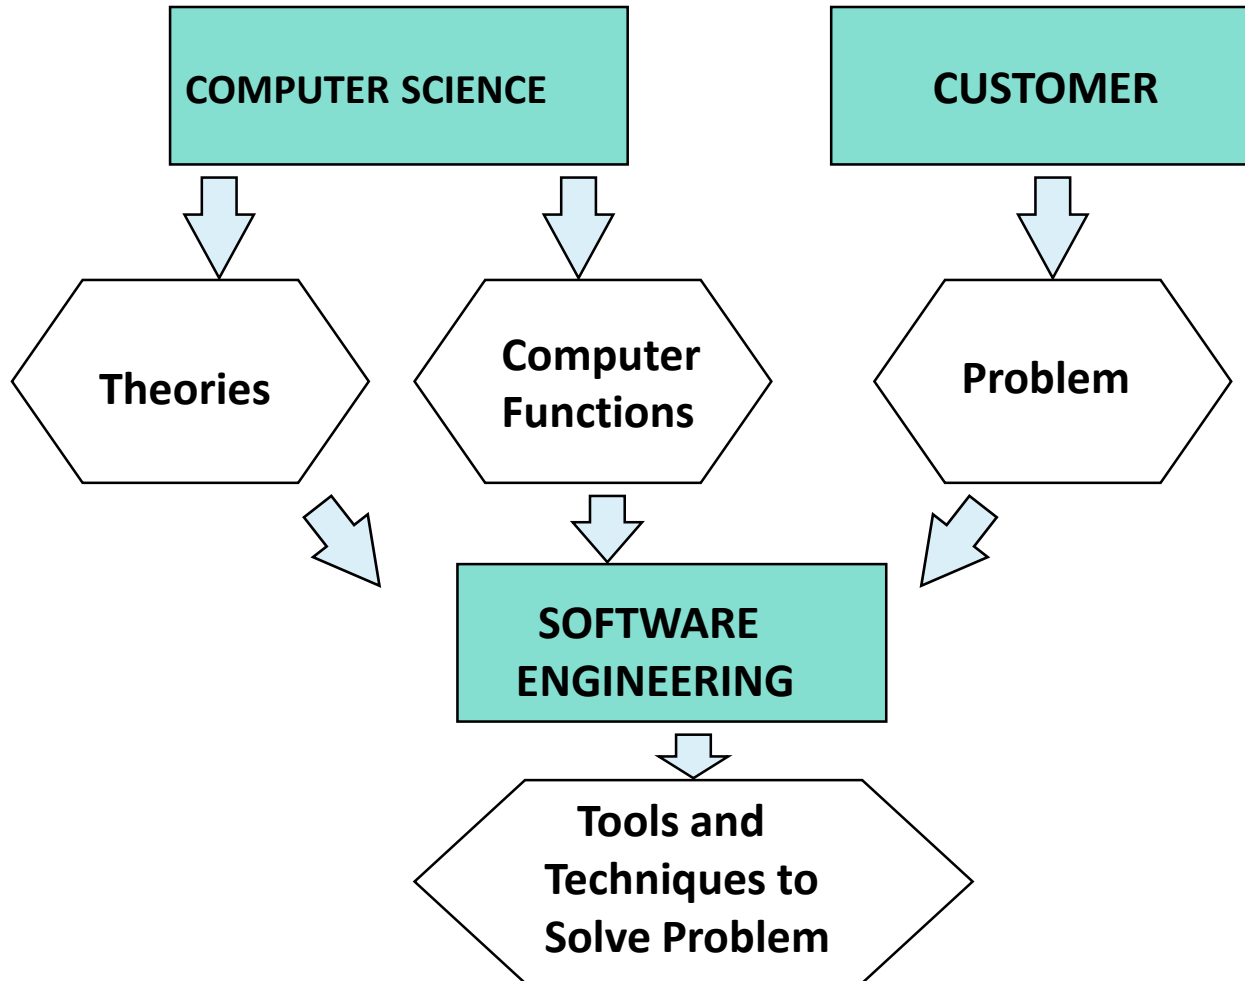 COMPUTER SCIENCE
CUSTOMER
Theories
Computer
Functions
Problem
SOFTWARE
ENGINEERING
Tools and
Techniques to
Solve Problem